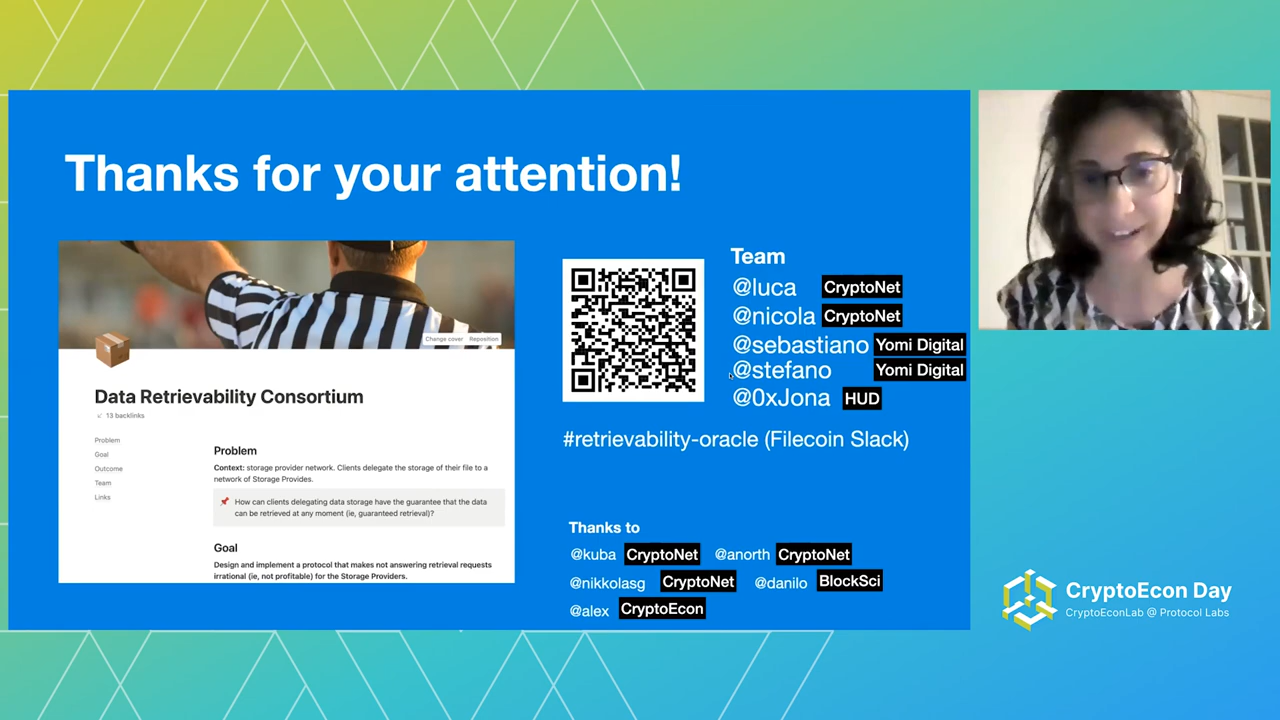 Thanks for your attention!
Change cover Reposition
Data Retrievability Consortium
13 backlinks
Problem
Goal
Outcome
Team
Links
Problem
Context: storage provider network. Clients delegate the storage of their file to a
network of Storage Provides.
How can clients delegating data storage have the guarantee that the data
can be retrieved at any moment (ie, guaranteed retrieval)?
Goal
Design and implement a protocol that makes not answering retrieval requests
irrational (ie, not profitable) for the Storage Providers.
Team
@luca CryptoNet
@nicola CryptoNet
@sebastiano Yomi Digital
@stefano Yomi Digital
@0xJona HUD
#retrievability-oracle (Filecoin Slack)
Thanks to
@kuba CryptoNet @anorth CryptoNet
@nikkolasg CryptoNet @danilo BlockSci
@alex CryptoEcon
CryptoEcon Day
CryptoEconLab @ Protocol Labs